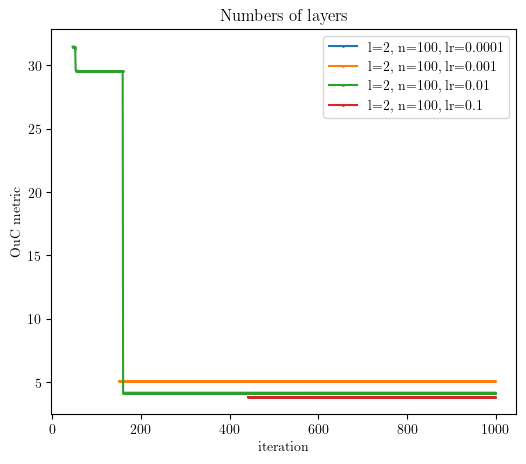 Numbers of layers
l=2, n=100, lr=0.0001
l=2, n=100, lr=0.001
l=2, n=100, lr=0.01
l=2, n=100, lr=0.1
OuC metric
30
25
20
15
10
5
0 200 400 600 800 1000
iteration